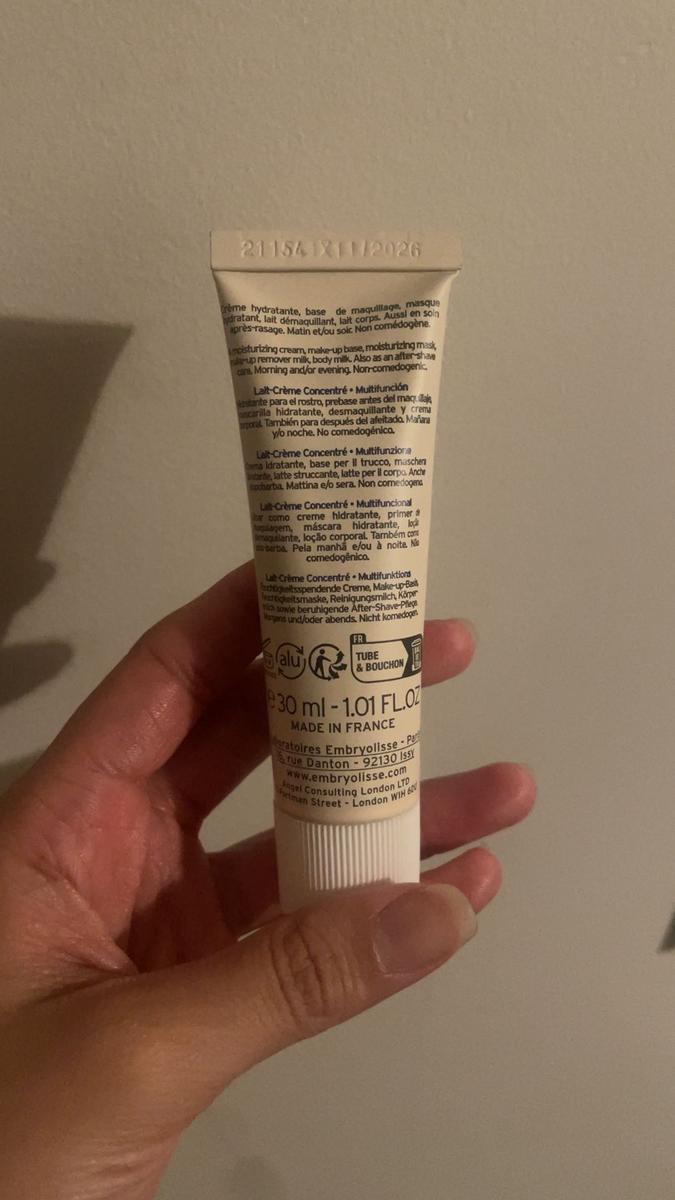 21154 XII/2026
Crème hydratante, base de maquillage, masque
hydratant, lait démaquillant, lait corps. Aussi en soin
après-rasage. Matin et/ou soir. Non comédogène.
moisturizing cream, make-up base, moisturizing mask,
make-up remover milk, body milk. Also as an after-shave
care. Morning and/or evening. Non-comedogenic.
Lait-Crème Concentré • Multifunción
Hidratante para el rostro, prebase antes del maquillaje,
mascarilla hidratante, desmaquillante y crema
corporal. También para después del afeitado. Mañana
y/o noche. No comedogénico.
Lait-Crème Concentré • Multifunzione
Crema idratante, base per il trucco, maschera
idratante, latte struccante, latte per il corpo. Anche
dopobarba. Mattina e/o sera. Non comedogeno.
Lait-Crème Concentré • Multifuncional
Usar como creme hidratante, primer de
maquiagem, máscara hidratante, loção
demaquilante, loção corporal. Também como
pós-barba. Pela manhã e/ou à noite. Não
comedogênico.
Lait-Crème Concentré • Multifunktions
Feuchtigkeitsspendende Creme, Make-up-Basis,
Feuchtigkeitsmaske, Reinigungsmilch, Körper-
milch sowie beruhigende After-Shave-Pflege.
Morgens und/oder abends. Nicht komedogen.
alu
FR
TUBE
& BOUCHON
e 30 ml - 1.01 FL.OZ
MADE IN FRANCE
Laboratoires Embryolisse - Paris
rue Danton - 92130 Issy
www.embryolisse.com
Angel Consulting London LTD
Portman Street - London W1H 6DU